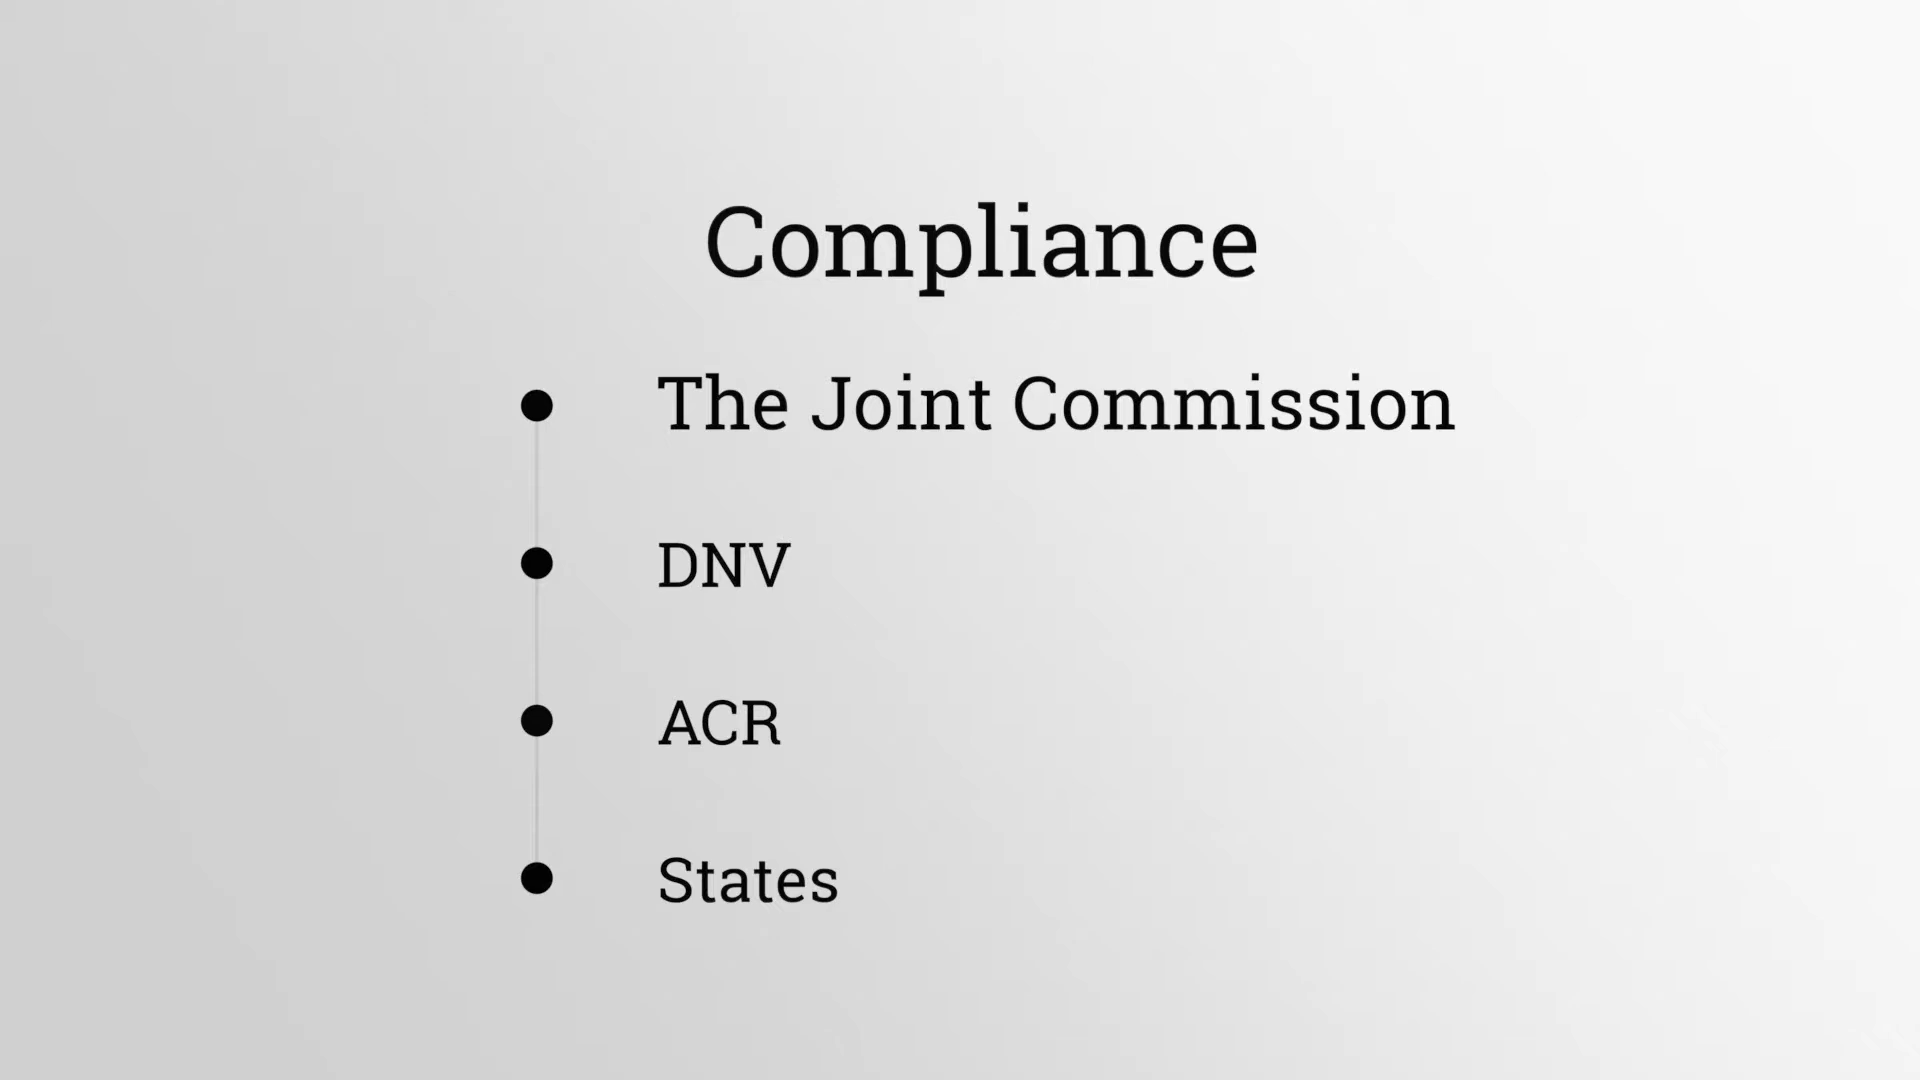 Compliance
The Joint Commission
DNV
ACR
States